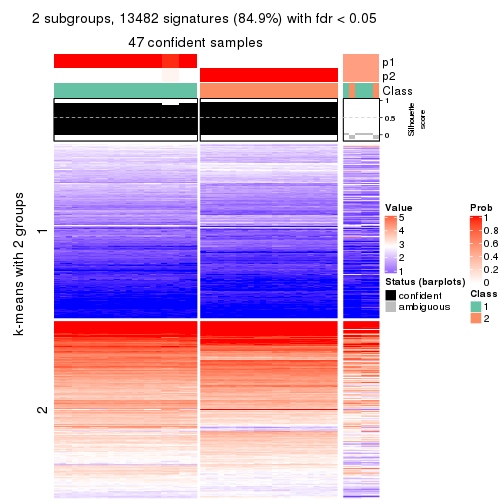 2 subgroups, 13482 signatures (84.9%) with fdr < 0.05
47 confident samples
p1
p2
Class
1
0.5
0
Silhouette
score
k-means with 2 groups
1
2
Value
5
4
3
2
1
Prob
1
0.8
0.6
0.4
0.2
0
Status (barplots)
confident
ambiguous
Class
1
2